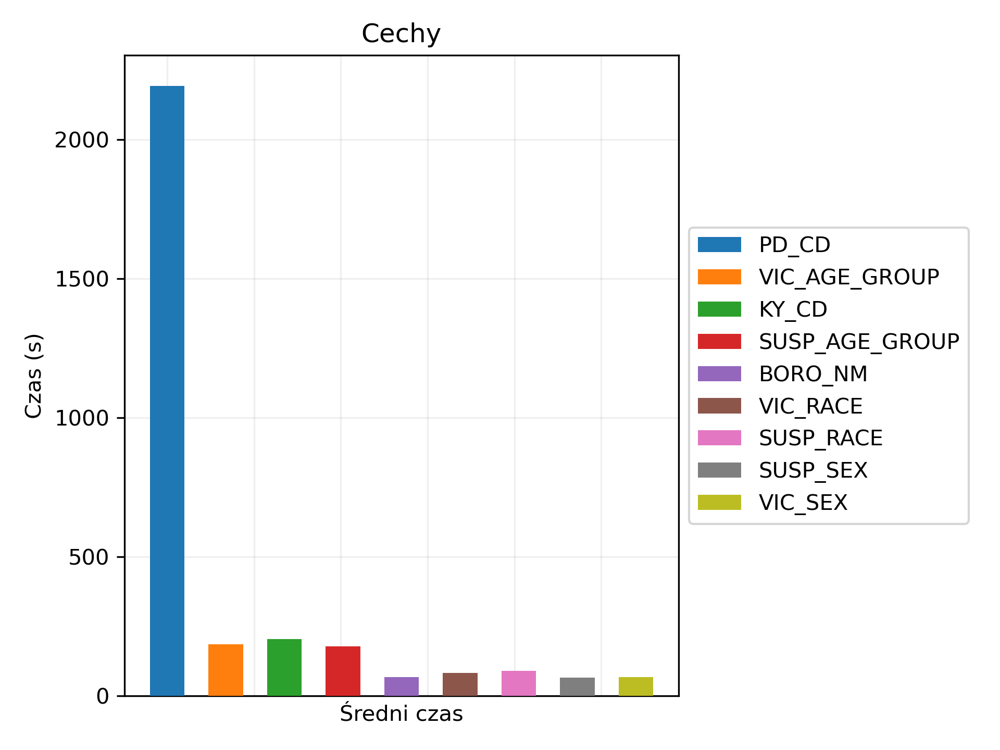 Cechy
2000
1500
1000
500
0
Czas (s)
Średni czas
PD_CD
VIC_AGE_GROUP
KY_CD
SUSP_AGE_GROUP
BORO_NM
VIC_RACE
SUSP_RACE
SUSP_SEX
VIC_SEX